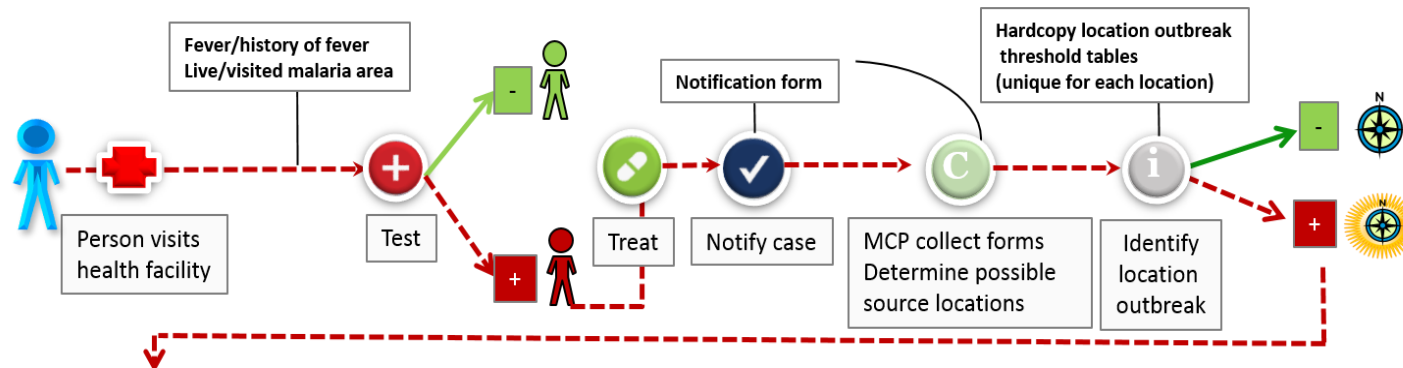 Fever/history of fever
Live/visited malaria area
Notification form
Hardcopy location outbreak
threshold tables
(unique for each location)
-
+
C
i
-
N
+
N
+
Person visits
health facility
Test
Treat
Notify case
MCP collect forms
Determine possible
source locations
Identify
location
outbreak